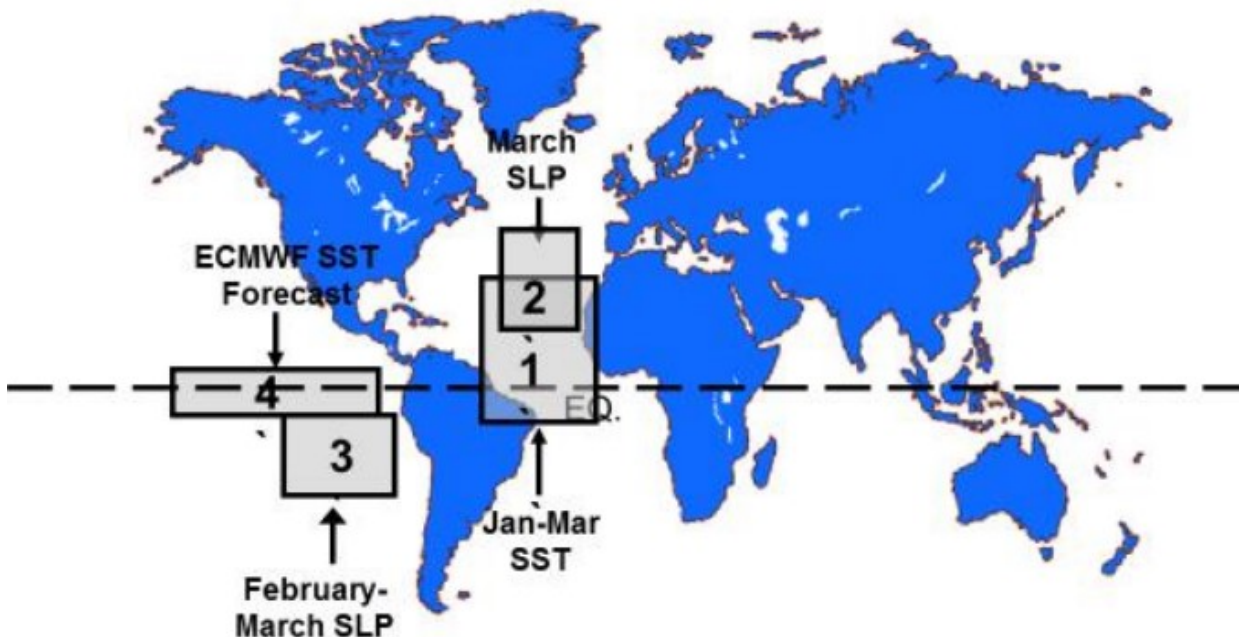 March
SLP
ECMWF SST
Forecast
2
1
4
EQ.
3
Jan-Mar
SST
February-
March SLP